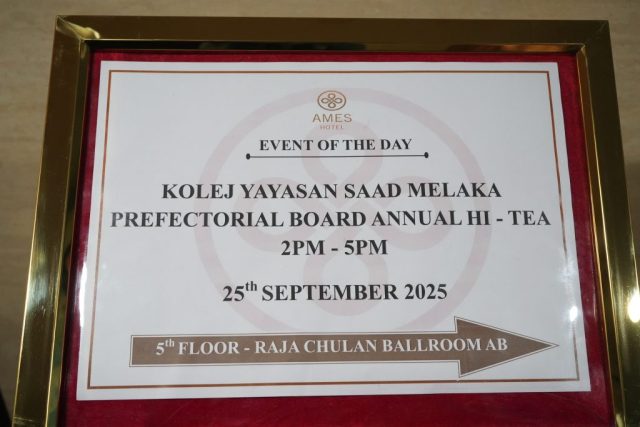 AMES
HOTEL
EVENT OF THE DAY
KOLEJ YAYASAN SAAD MELAKA
PREFECTORIAL BOARD ANNUAL HI - TEA
2PM - 5PM
25th SEPTEMBER 2025
5th FLOOR - RAJA CHULAN BALLROOM AB